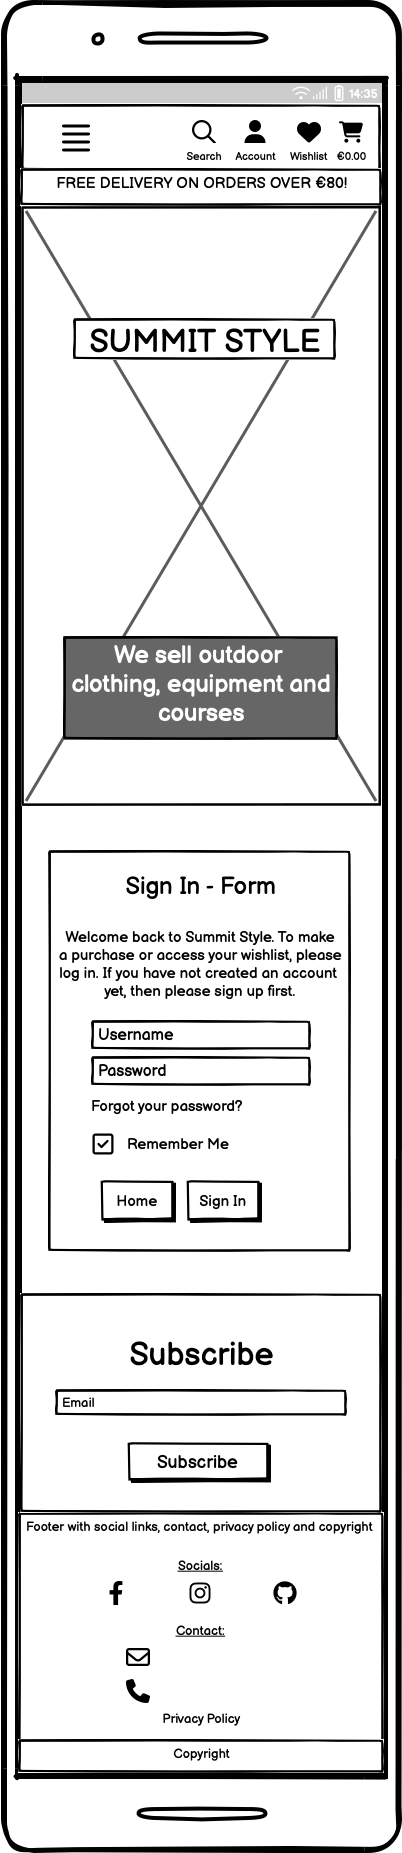 14:35
Search Account Wishlist €0.00
FREE DELIVERY ON ORDERS OVER €80!
SUMMIT STYLE
We sell outdoor
clothing, equipment and
courses
Sign In - Form
Welcome back to Summit Style. To make
a purchase or access your wishlist, please
log in. If you have not created an account
yet, then please sign up first.
Username
Password
Forgot your password?
Remember Me
Home Sign In
Subscribe
Email
Subscribe
Footer with social links, contact, privacy policy and copyright
Socials:
Contact:
Privacy Policy
Copyright